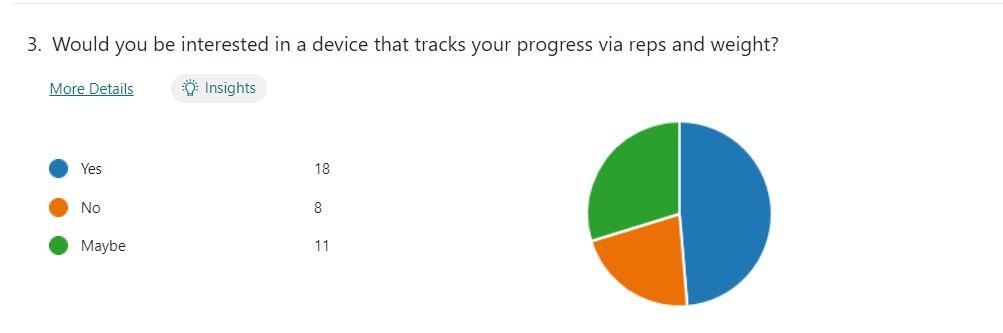 3. Would you be interested in a device that tracks your progress via reps and weight?
More Details Insights
Yes 18
No 8
Maybe 11